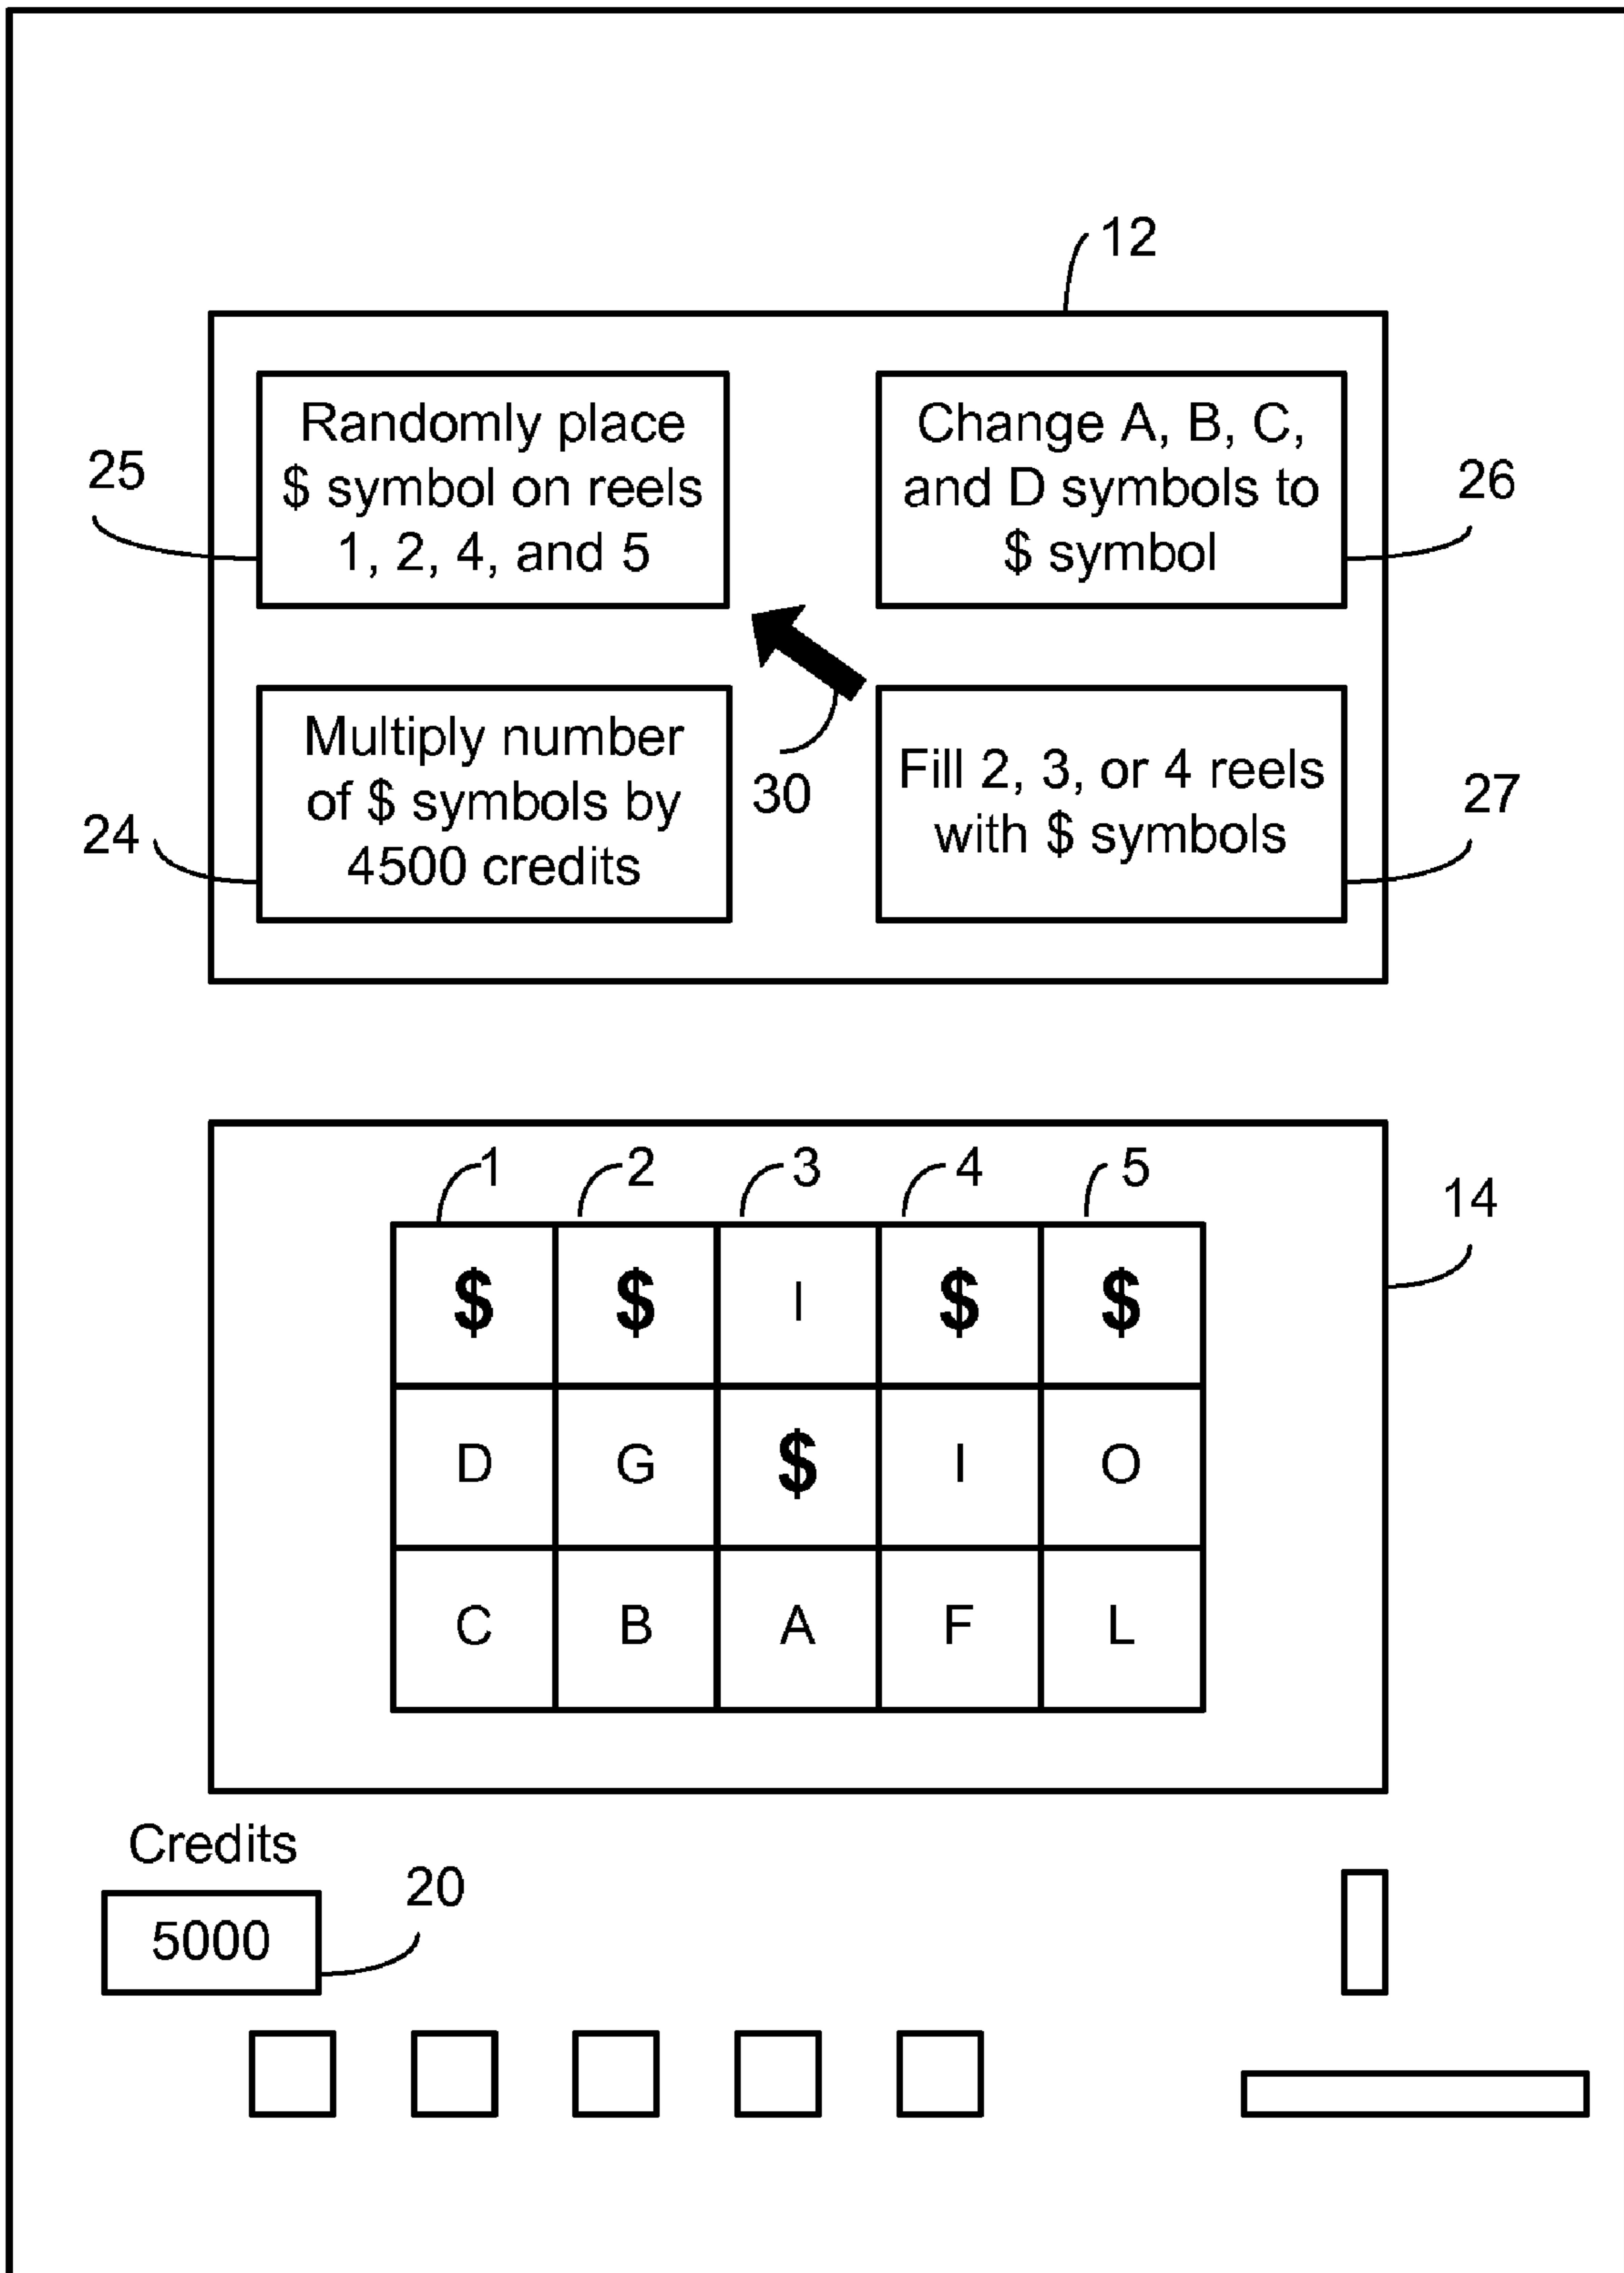 12
Randomly place
$ symbol on reels
1, 2, 4, and 5
25
Change A, B, C,
and D symbols to
$ symbol
26
Multiply number
of $ symbols by
4500 credits
24
30
Fill 2, 3, or 4 reels
with $ symbols
27
1 2 3 4 5
14
$ $ I $ $
D G $ I O
C B A F L
Credits
5000
20